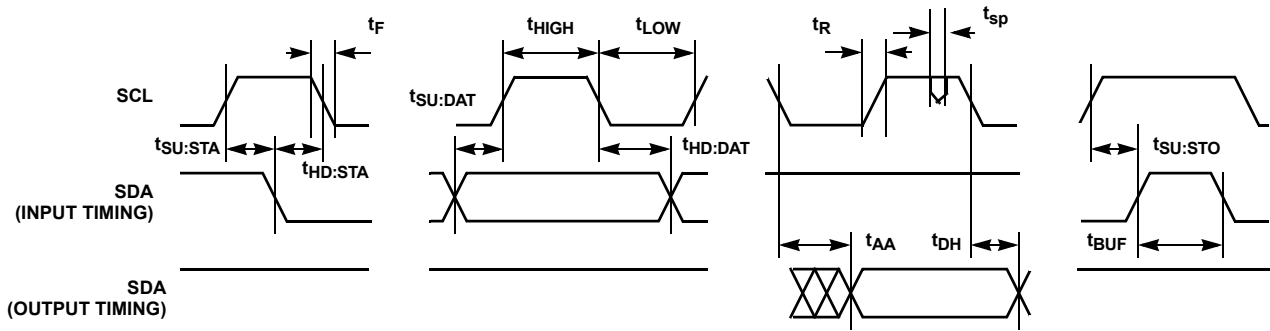 tF
tHIGH
tLOW
tR
tsp
SCL
tSU:DAT
tSU:STA
tHD:STA
tHD:DAT
tSU:STO
SDA
(INPUT TIMING)
tAA
tDH
tBUF
SDA
(OUTPUT TIMING)